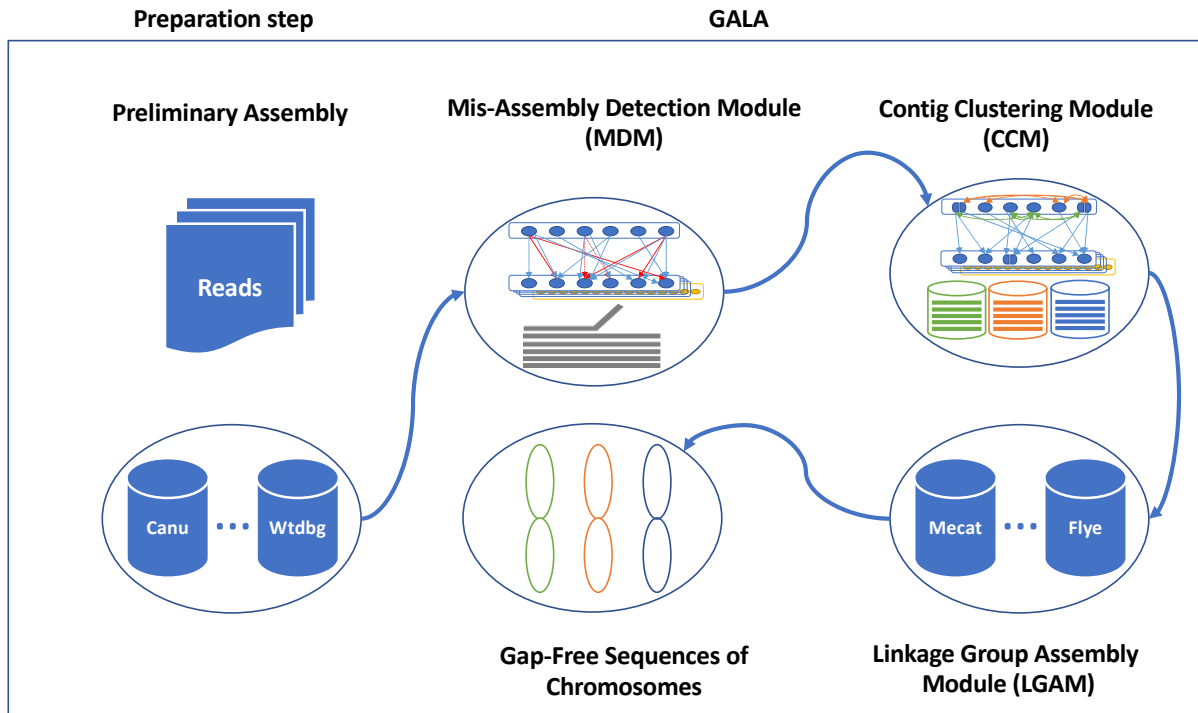 Preparation step
GALA
Preliminary Assembly
Mis-Assembly Detection Module
(MDM)
Contig Clustering Module
(CCM)
Reads
Canu
Wtdbg
Mecat
Flye
Gap-Free Sequences of
Chromosomes
Linkage Group Assembly
Module (LGAM)